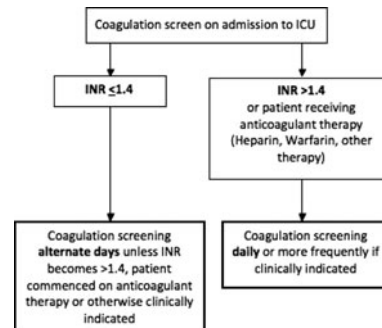 Coagulation screen on admission to ICU
INR ≤1.4
INR >1.4
or patient receiving
anticoagulant therapy
(Heparin, Warfarin, other
therapy)
Coagulation screening
alternate days unless INR
becomes >1.4, patient
commenced on anticoagulant
therapy or otherwise clinically
indicated
Coagulation screening
daily or more frequently if
clinically indicated